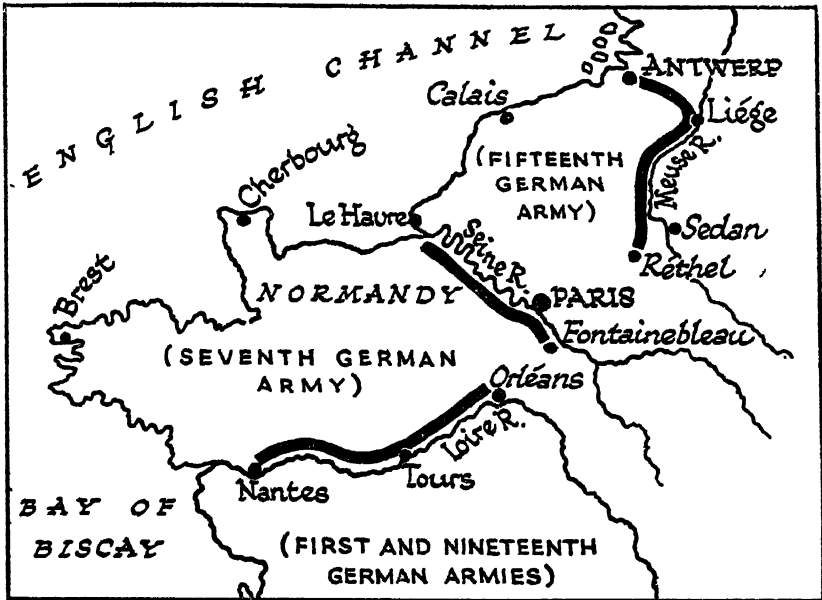 ENGLISH CHANNEL
ANTWERP
Calais
Liége
Meuse R.
(FIFTEENTH
GERMAN
ARMY)
Cherbourg
Le Havre
Seine R.
Sedan
Réthel
Brest
NORMANDY
PARIS
Fontainebleau
(SEVENTH GERMAN
ARMY)
Orléans
Loire R.
Tours
Nantes
BAY OF
BISCAY
(FIRST AND NINETEENTH
GERMAN ARMIES)